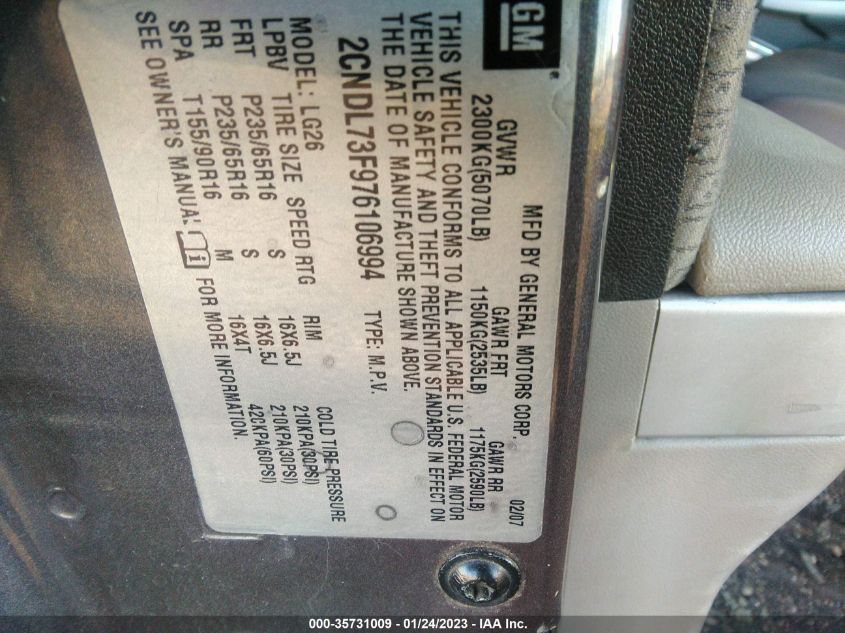 GM
MFD BY GENERAL MOTORS CORP. 02/07
GVWR GAWR FRT GAWR RR
2300KG(5070LB) 1150KG(2535LB) 1175KG(2590LB)
THIS VEHICLE CONFORMS TO ALL APPLICABLE U.S. FEDERAL MOTOR
VEHICLE SAFETY AND THEFT PREVENTION STANDARDS IN EFFECT ON
THE DATE OF MANUFACTURE SHOWN ABOVE.
2CNDL73F976106994 TYPE: M.P.V.
MODEL: LG26
LPBV TIRE SIZE SPEED RTG RIM COLD TIRE PRESSURE
FRT P235/65R16 S 16X6.5J 210KPA(30PSI)
RR P235/65R16 S 16X6.5J 210KPA(30PSI)
SPA T155/90R16 M 16X4T 42CKPA(60PSI)
SEE OWNER'S MANUAL FOR MORE INFORMATION.
000-35731009 / 01/24/2023 - IAA Inc.